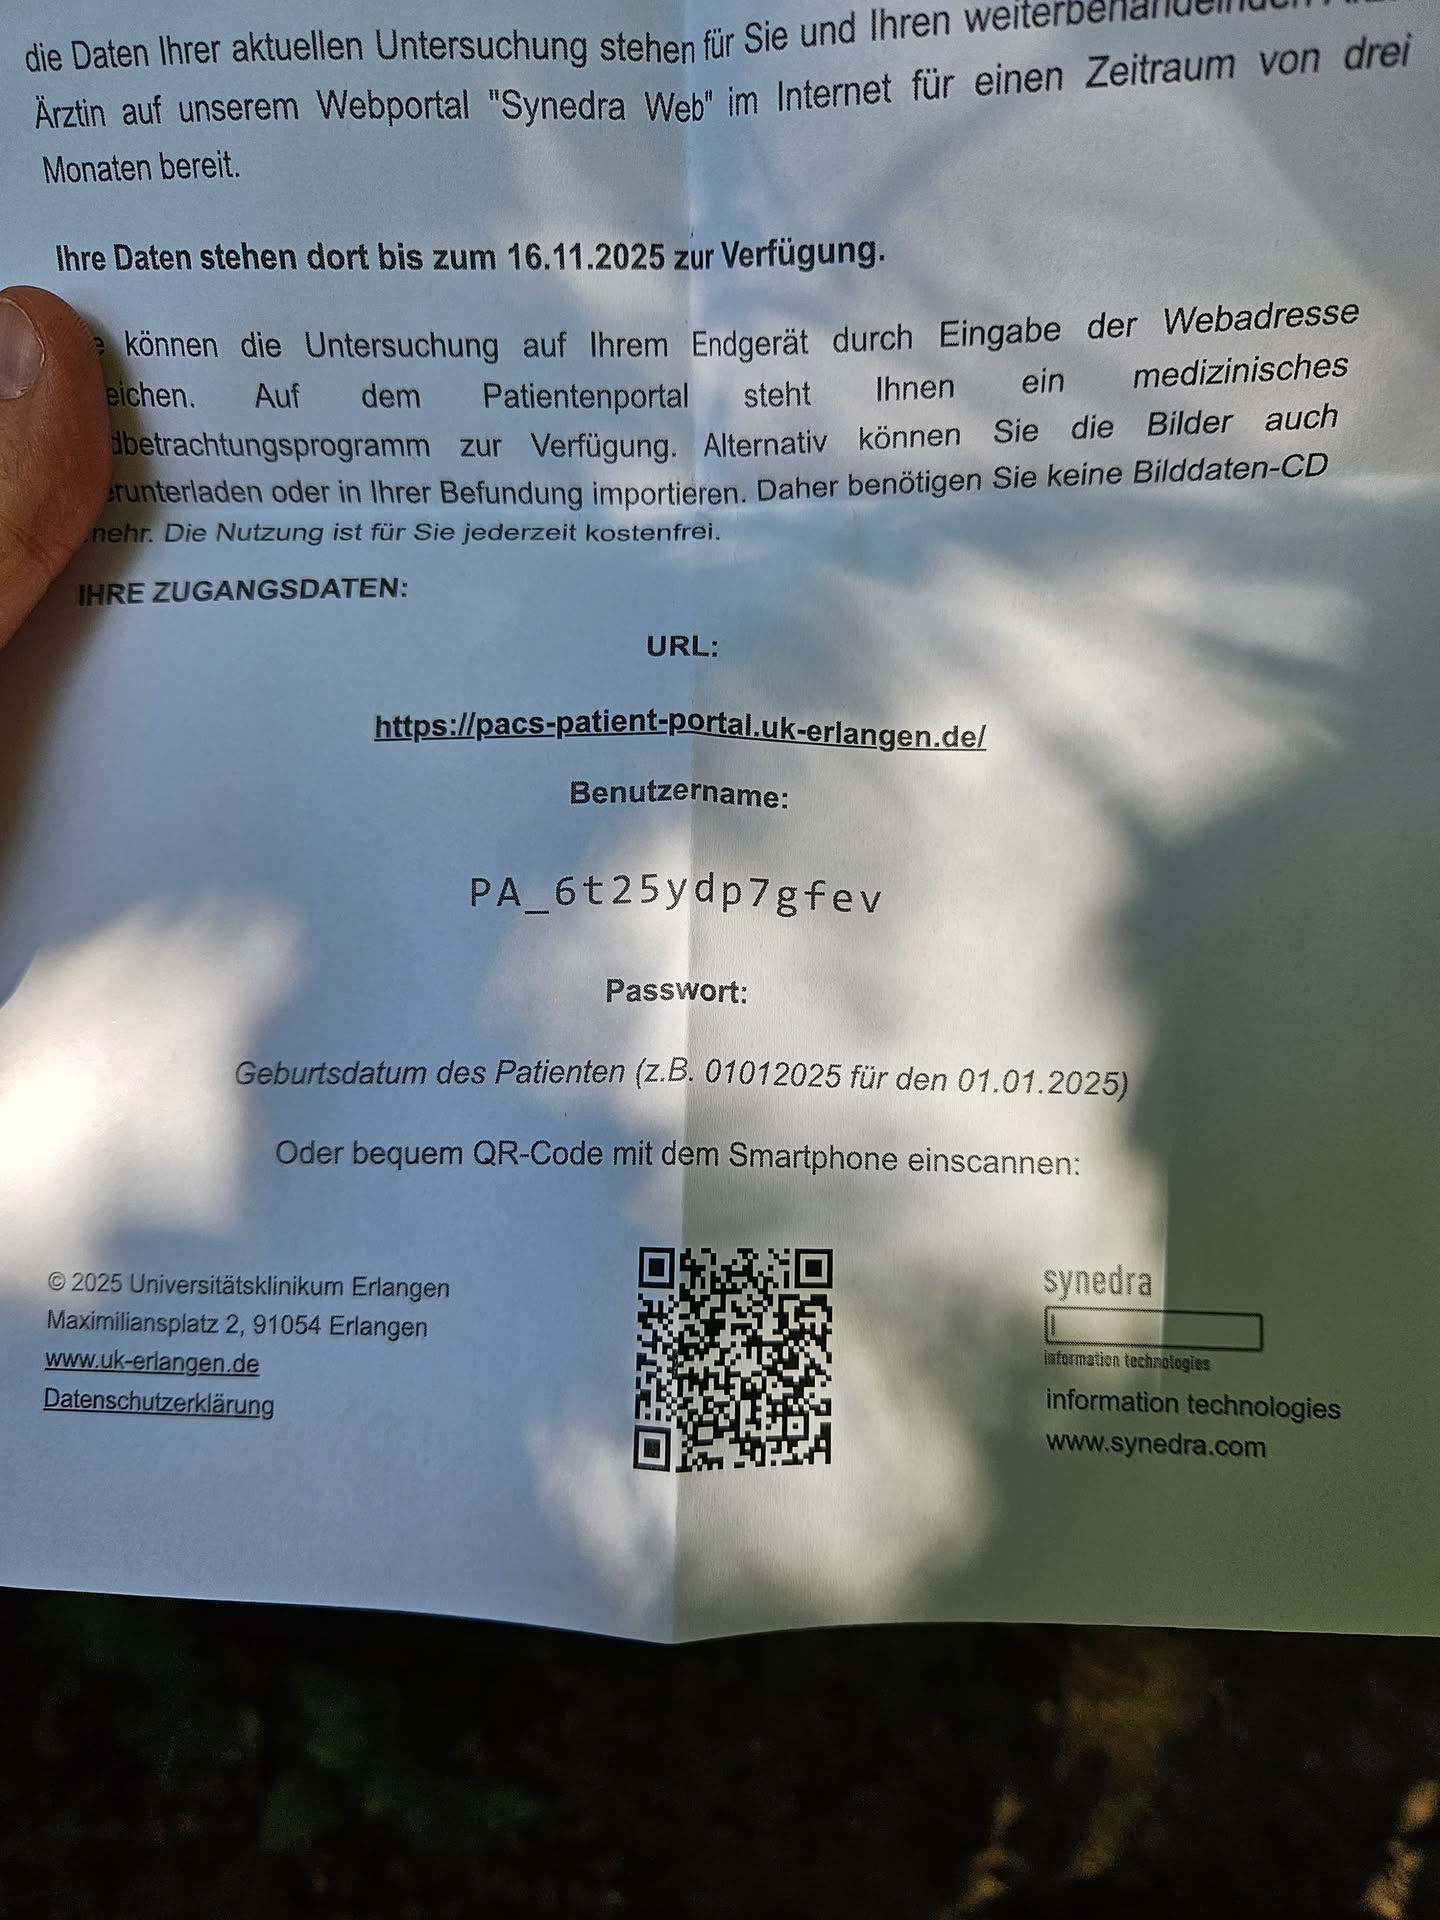 die Daten Ihrer aktuellen Untersuchung stehen für Sie und Ihren weiterbehandelnden
Ärztin auf unserem Webportal "Synedra Web" im Internet für einen Zeitraum von drei
Monaten bereit.
Ihre Daten stehen dort bis zum 16.11.2025 zur Verfügung.
können die Untersuchung auf Ihrem Endgerät durch Eingabe der Webadresse
eichen. Auf dem Patientenportal steht Ihnen ein medizinisches
dbetrachtungsprogramm zur Verfügung. Alternativ können Sie die Bilder auch
erunterladen oder in Ihrer Befundung importieren. Daher benötigen Sie keine Bilddaten-CD
mehr. Die Nutzung ist für Sie jederzeit kostenfrei.
IHRE ZUGANGSDATEN:
URL:
https://pacs-patient-portal.uk-erlangen.de/
Benutzername:
PA_6t25ydp7gfev
Passwort:
Geburtsdatum des Patienten (z.B. 01012025 für den 01.01.2025)
Oder bequem QR-Code mit dem Smartphone einscannen:
© 2025 Universitätsklinikum Erlangen
Maximiliansplatz 2, 91054 Erlangen
www.uk-erlangen.de
Datenschutzerklärung
synedra
information technologies
information technologies
www.synedra.com